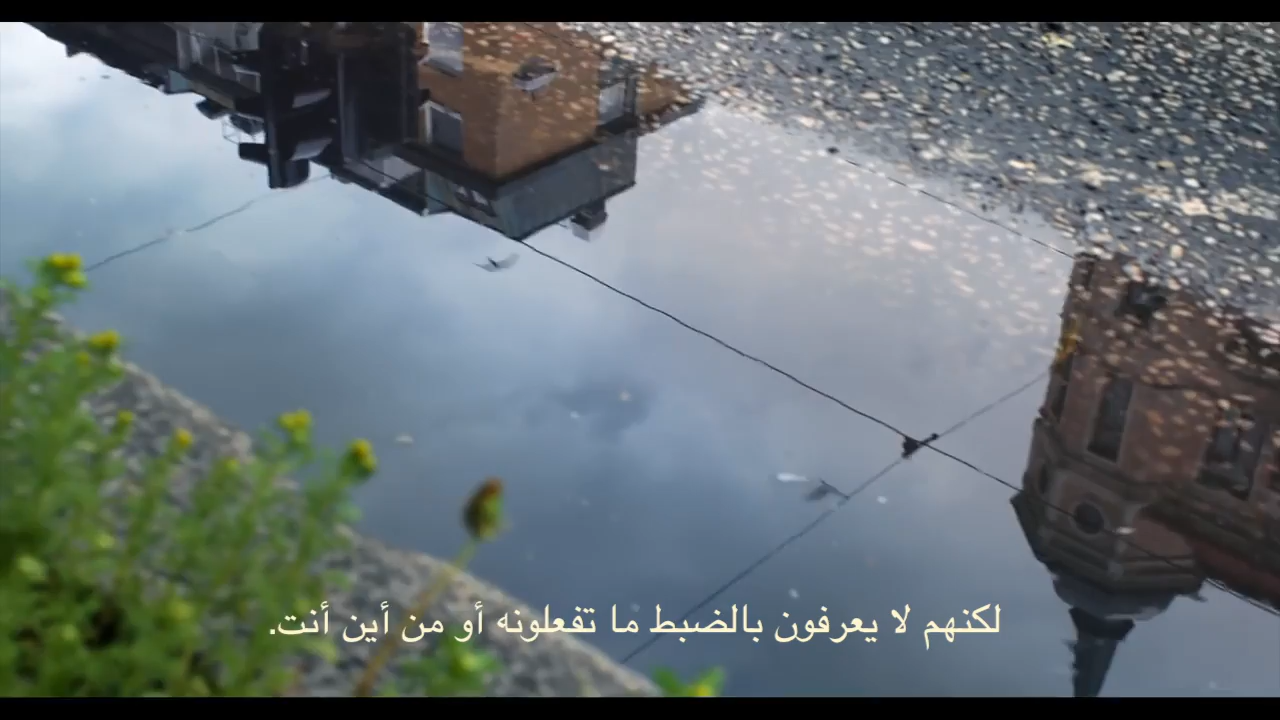 لكنهم لا يعرفون بالضبط ما تفعلونه أو من أين أنت.